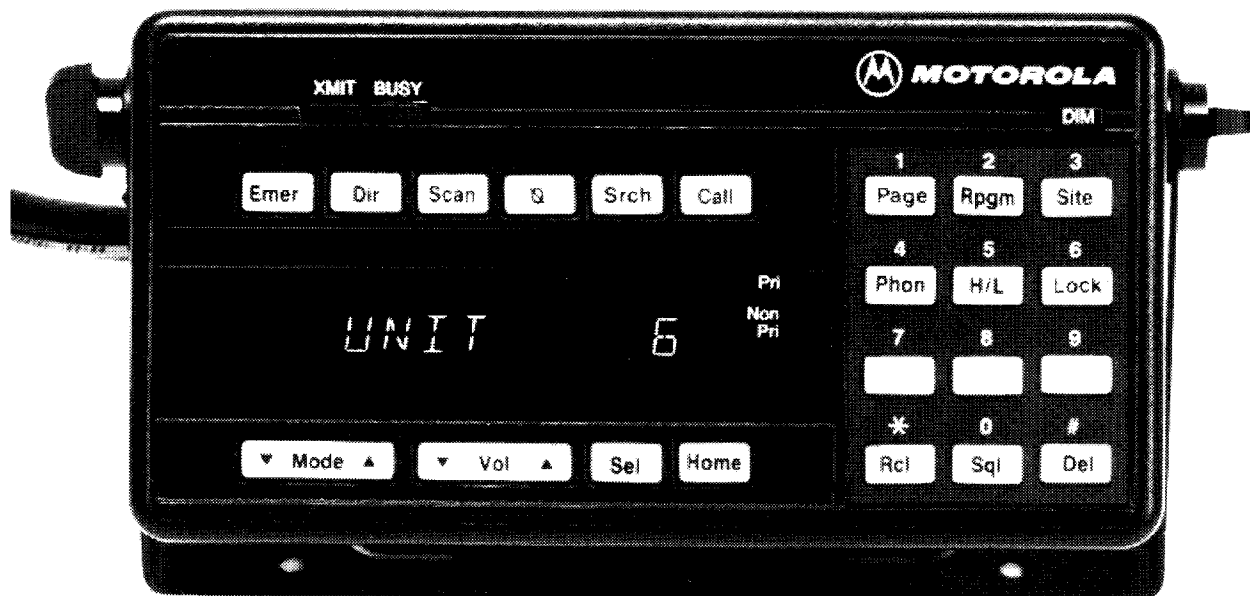 MOTOROLA
XMIT BUSY
DIM
1 2 3
Emer Dir Scan Srch Call
Page Rpgm Site
4 5 6
Phon H/L Lock
Pri
UNIT 6
Non
Pri
7 8 9
* 0 #
▼ Mode ▲ ▼ Vol ▲ Sel Home
Rcl Sql Del